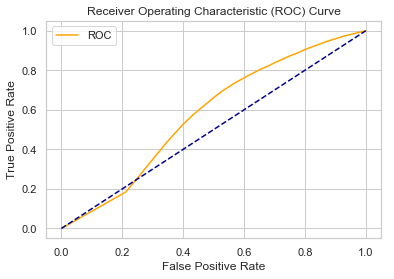 Receiver Operating Characteristic (ROC) Curve
ROC
1.0
0.8
0.6
0.4
0.2
0.0
True Positive Rate
0.0 0.2 0.4 0.6 0.8 1.0
False Positive Rate